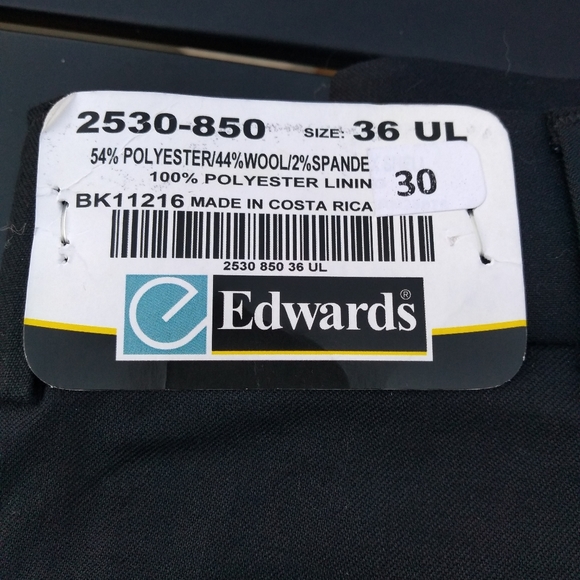 2530-850 SIZE: 36 UL
54% POLYESTER/44%WOOL/2%SPANDE
100% POLYESTER LININ
30
BK11216 MADE IN COSTA RICA
2530 850 36 UL
e Edwards®